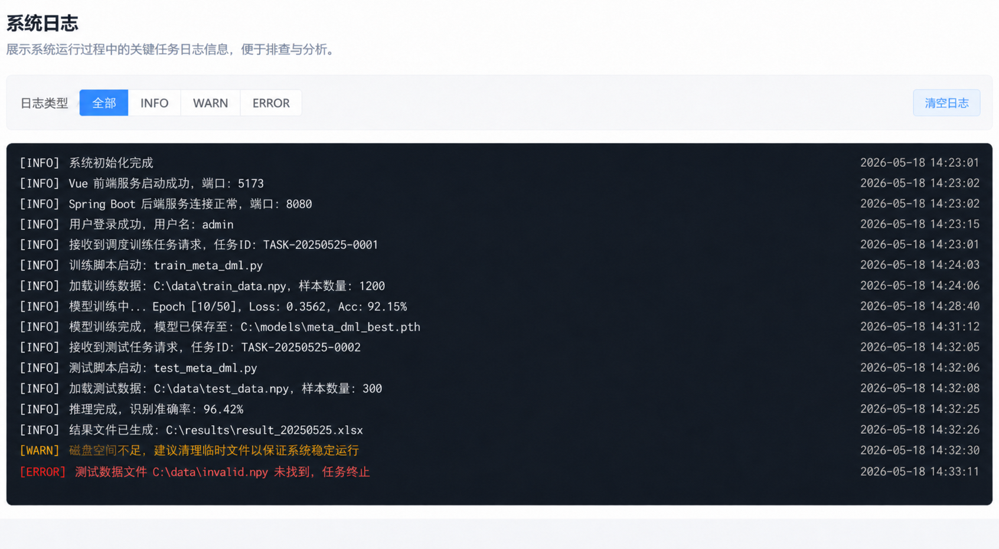 系统日志
展示系统运行过程中的关键任务日志信息，便于排查与分析。
日志类型 全部 INFO WARN ERROR 清空日志
[INFO] 系统初始化完成 2026-05-18 14:23:01
[INFO] Vue 前端服务启动成功，端口：5173 2026-05-18 14:23:02
[INFO] Spring Boot 后端服务连接正常，端口：8080 2026-05-18 14:23:02
[INFO] 用户登录成功，用户名：admin 2026-05-18 14:23:15
[INFO] 接收到调度训练任务请求，任务ID：TASK-20250525-0001 2026-05-18 14:23:01
[INFO] 训练脚本启动：train_meta_dml.py 2026-05-18 14:24:03
[INFO] 加载训练数据：C:\data\train_data.npy，样本数量：1200 2026-05-18 14:24:06
[INFO] 模型训练中... Epoch [10/50], Loss: 0.3562, Acc: 92.15% 2026-05-18 14:28:40
[INFO] 模型训练完成，模型已保存至：C:\models\meta_dml_best.pth 2026-05-18 14:31:12
[INFO] 接收到测试任务请求，任务ID：TASK-20250525-0002 2026-05-18 14:32:05
[INFO] 测试脚本启动：test_meta_dml.py 2026-05-18 14:32:06
[INFO] 加载测试数据：C:\data\test_data.npy，样本数量：300 2026-05-18 14:32:08
[INFO] 推理完成，识别准确率：96.42% 2026-05-18 14:32:25
[INFO] 结果文件已生成：C:\results\result_20250525.xlsx 2026-05-18 14:32:26
[WARN] 磁盘空间不足，建议清理临时文件以保证系统稳定运行 2026-05-18 14:32:30
[ERROR] 测试数据文件 C:\data\invalid.npy 未找到，任务终止 2026-05-18 14:33:11